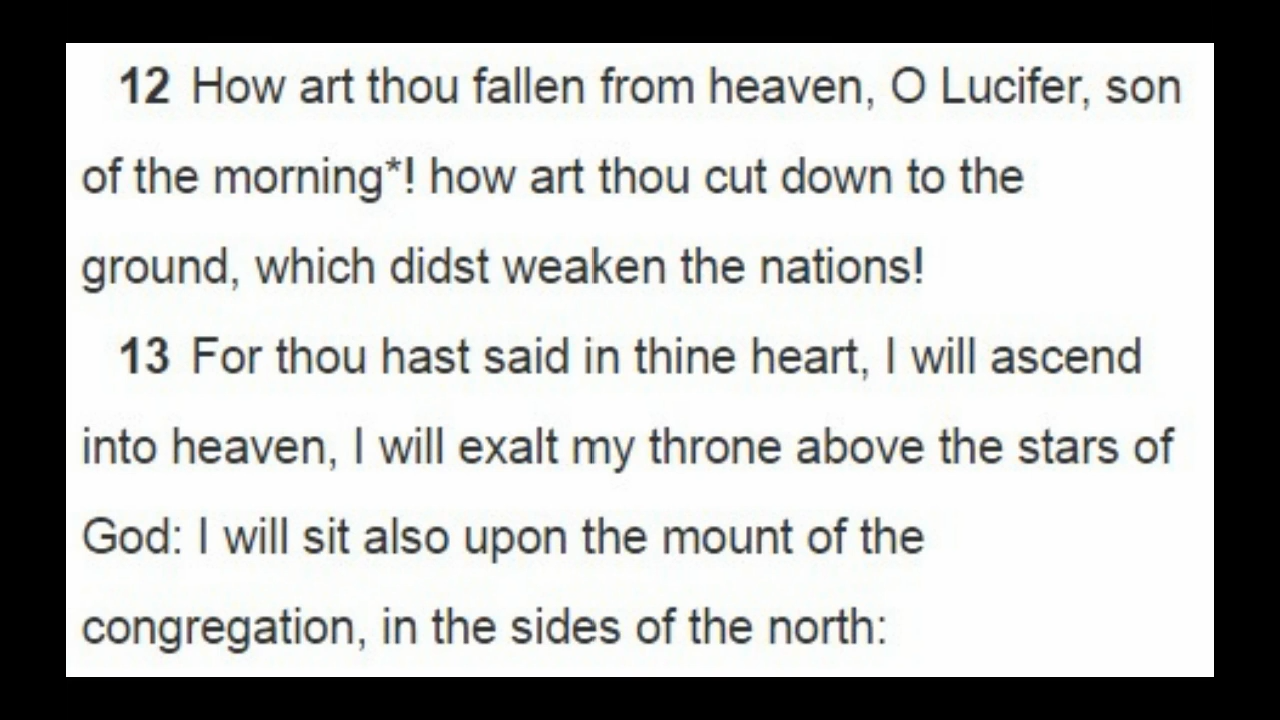 12 How art thou fallen from heaven, O Lucifer, son
of the morning*! how art thou cut down to the
ground, which didst weaken the nations!
13 For thou hast said in thine heart, I will ascend
into heaven, I will exalt my throne above the stars of
God: I will sit also upon the mount of the
congregation, in the sides of the north: